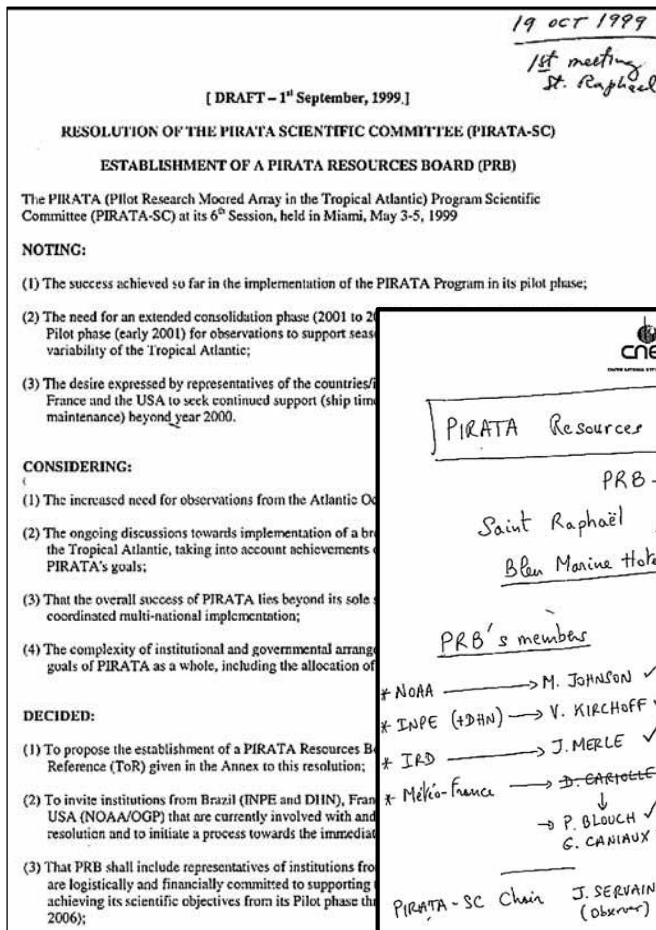 19 OCT 1999
1st meeting
St. Raphael
[ DRAFT – 1st September, 1999.]
RESOLUTION OF THE PIRATA SCIENTIFIC COMMITTEE (PIRATA-SC)
ESTABLISHMENT OF A PIRATA RESOURCES BOARD (PRB)
The PIRATA (PIlot Research Moored Array in the Tropical Atlantic) Program Scientific
Committee (PIRATA-SC) at its 6th Session, held in Miami, May 3-5, 1999
NOTING:
(1) The success achieved so far in the implementation of the PIRATA Program in its pilot phase;
(2) The need for an extended consolidation phase (2001 to 20
Pilot phase (early 2001) for observations to support seas
variability of the Tropical Atlantic;
(3) The desire expressed by representatives of the countries/i
France and the USA to seek continued support (ship time
maintenance) beyond year 2000.
CONSIDERING:
(1) The increased need for observations from the Atlantic Oc
(2) The ongoing discussions towards implementation of a br
the Tropical Atlantic, taking into account achievements
PIRATA's goals;
(3) That the overall success of PIRATA lies beyond its sole s
coordinated multi-national implementation;
(4) The complexity of institutional and governmental arrange
goals of PIRATA as a whole, including the allocation of
DECIDED:
(1) To propose the establishment of a PIRATA Resources B
Reference (ToR) given in the Annex to this resolution;
(2) To invite institutions from Brazil (INPE and DHN), Fran
USA (NOAA/OGP) that are currently involved with and
resolution and to initiate a process towards the immediat
(3) That PRB shall include representatives of institutions fro
are logistically and financially committed to supporting
achieving its scientific objectives from its Pilot phase th
2006);
cne
PIRATA Resources
PRB -
Saint Raphaël
Bleu Marine Hote
PRB's members
* NOAA → M. JOHNSON ✓
* INPE (+DHN) → V. KIRCHOFF
* IRD → J. MERLE ✓
* Météo-France → D. CARIOLLE
↓
→ P. BLOUCH ✓
G. CANIAUX
PIRATA-SC Chair J. SERVAIN
(Observer)